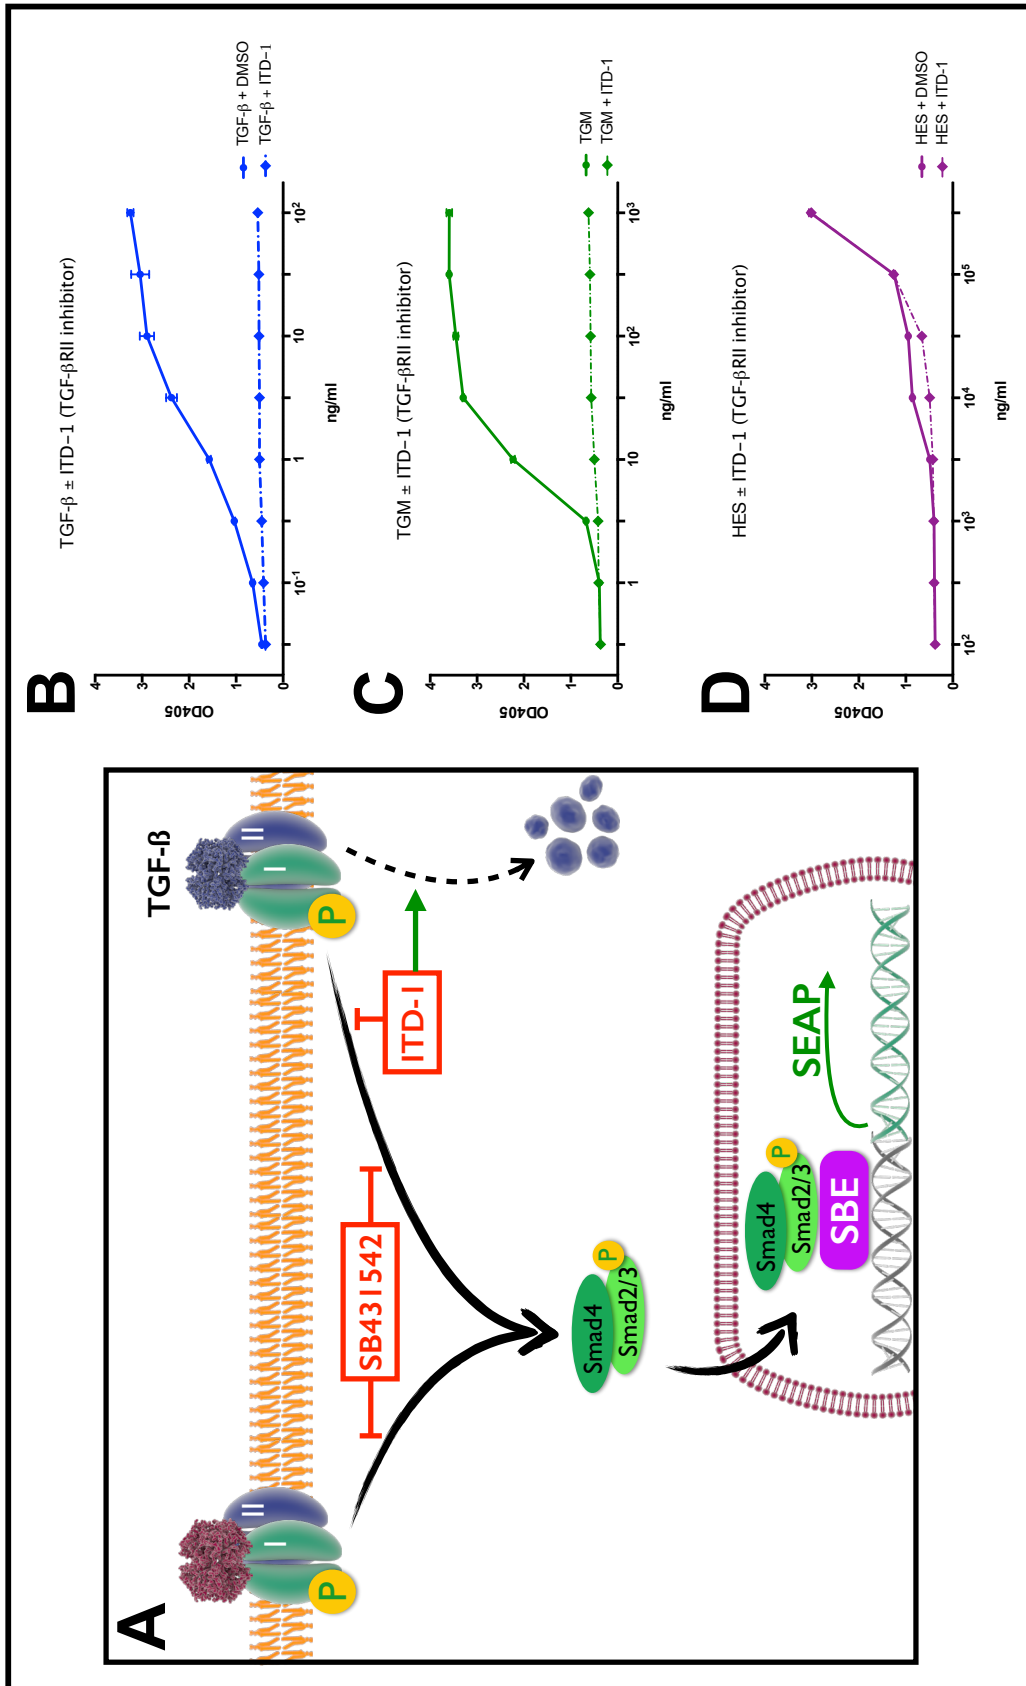 A
TGF-ß
I
II
P
I
II
P
SB431542
ITD-1
Smad4
Smad2/3
P
Smad4
Smad2/3
P
SBE
SEAP
B
TGF-β ± ITD-1 (TGF-βRII inhibitor)
OD405
4
3
2
1
0
10-1
1
10
10²
ng/ml
TGF-β + DMSO
TGF-β + ITD-1
C
TGM ± ITD-1 (TGF-βRII inhibitor)
OD405
4
3
2
1
0
1
10
10²
10³
ng/ml
TGM
TGM + ITD-1
D
HES ± ITD-1 (TGF-βRII inhibitor)
OD405
4
3
2
1
0
10²
10³
10⁴
10⁵
ng/ml
HES + DMSO
HES + ITD-1